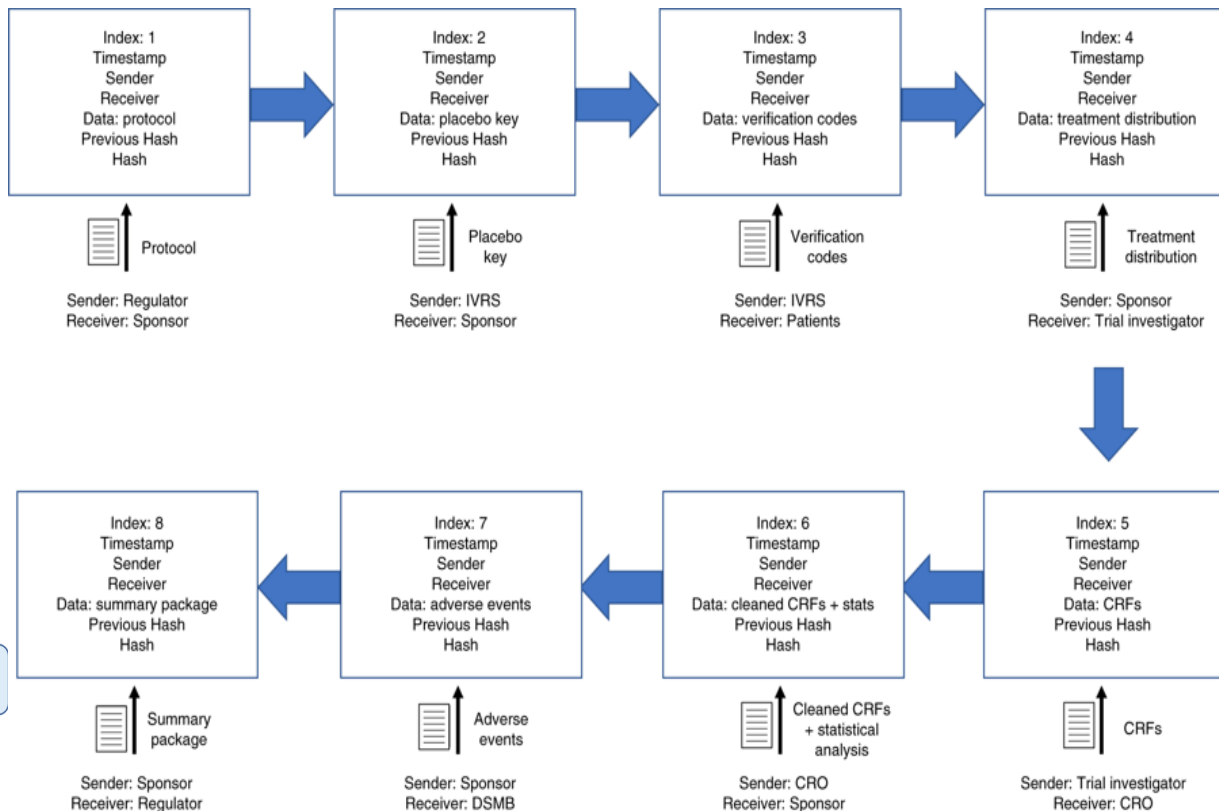 Index: 1
Timestamp
Sender
Receiver
Data: protocol
Previous Hash
Hash
Index: 2
Timestamp
Sender
Receiver
Data: placebo key
Previous Hash
Hash
Index: 3
Timestamp
Sender
Receiver
Data: verification codes
Previous Hash
Hash
Index: 4
Timestamp
Sender
Receiver
Data: treatment distribution
Previous Hash
Hash
Protocol
Sender: Regulator
Receiver: Sponsor
Placebo
key
Sender: IVRS
Receiver: Sponsor
Verification
codes
Sender: IVRS
Receiver: Patients
Treatment
distribution
Sender: Sponsor
Receiver: Trial investigator
Index: 8
Timestamp
Sender
Receiver
Data: summary package
Previous Hash
Hash
Index: 7
Timestamp
Sender
Receiver
Data: adverse events
Previous Hash
Hash
Index: 6
Timestamp
Sender
Receiver
Data: cleaned CRFs + stats
Previous Hash
Hash
Index: 5
Timestamp
Sender
Receiver
Data: CRFs
Previous Hash
Hash
Summary
package
Sender: Sponsor
Receiver: Regulator
Adverse
events
Sender: Sponsor
Receiver: DSMB
Cleaned CRFs
+ statistical
analysis
Sender: CRO
Receiver: Sponsor
CRFs
Sender: Trial investigator
Receiver: CRO